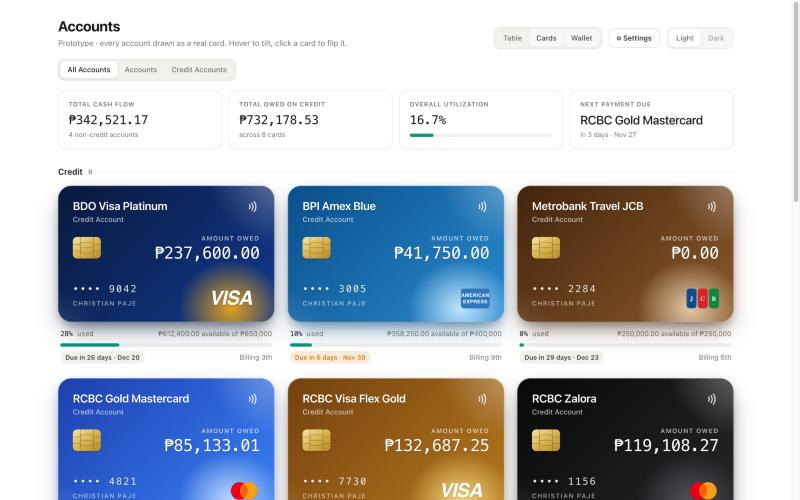 Accounts
Prototype · every account drawn as a real card. Hover to tilt, click a card to flip it.
Table Cards Wallet
Settings
Light Dark
All Accounts Accounts Credit Accounts
TOTAL CASH FLOW
₱342,521.17
4 non-credit accounts
TOTAL OWED ON CREDIT
₱732,178.53
across 8 cards
OVERALL UTILIZATION
16.7%
NEXT PAYMENT DUE
RCBC Gold Mastercard
in 3 days · Nov 27
Credit 8
BDO Visa Platinum
Credit Account
AMOUNT OWED
₱237,600.00
•••• 9042
CHRISTIAN PAJE
VISA
28% used ₱612,400.00 available of ₱850,000
Due in 26 days · Dec 20 Billing 3th
BPI Amex Blue
Credit Account
AMOUNT OWED
₱41,750.00
•••• 3005
CHRISTIAN PAJE
AMERICAN
EXPRESS
10% used ₱358,250.00 available of ₱400,000
Due in 6 days · Nov 30 Billing 9th
Metrobank Travel JCB
Credit Account
AMOUNT OWED
₱0.00
•••• 2284
CHRISTIAN PAJE
JCB
0% used ₱250,000.00 available of ₱250,000
Due in 29 days · Dec 23 Billing 6th
RCBC Gold Mastercard
Credit Account
AMOUNT OWED
₱85,133.01
•••• 4821
CHRISTIAN PAJE
RCBC Visa Flex Gold
Credit Account
AMOUNT OWED
₱132,687.25
•••• 7730
CHRISTIAN PAJE
VISA
RCBC Zalora
Credit Account
AMOUNT OWED
₱119,108.27
•••• 1156
CHRISTIAN PAJE